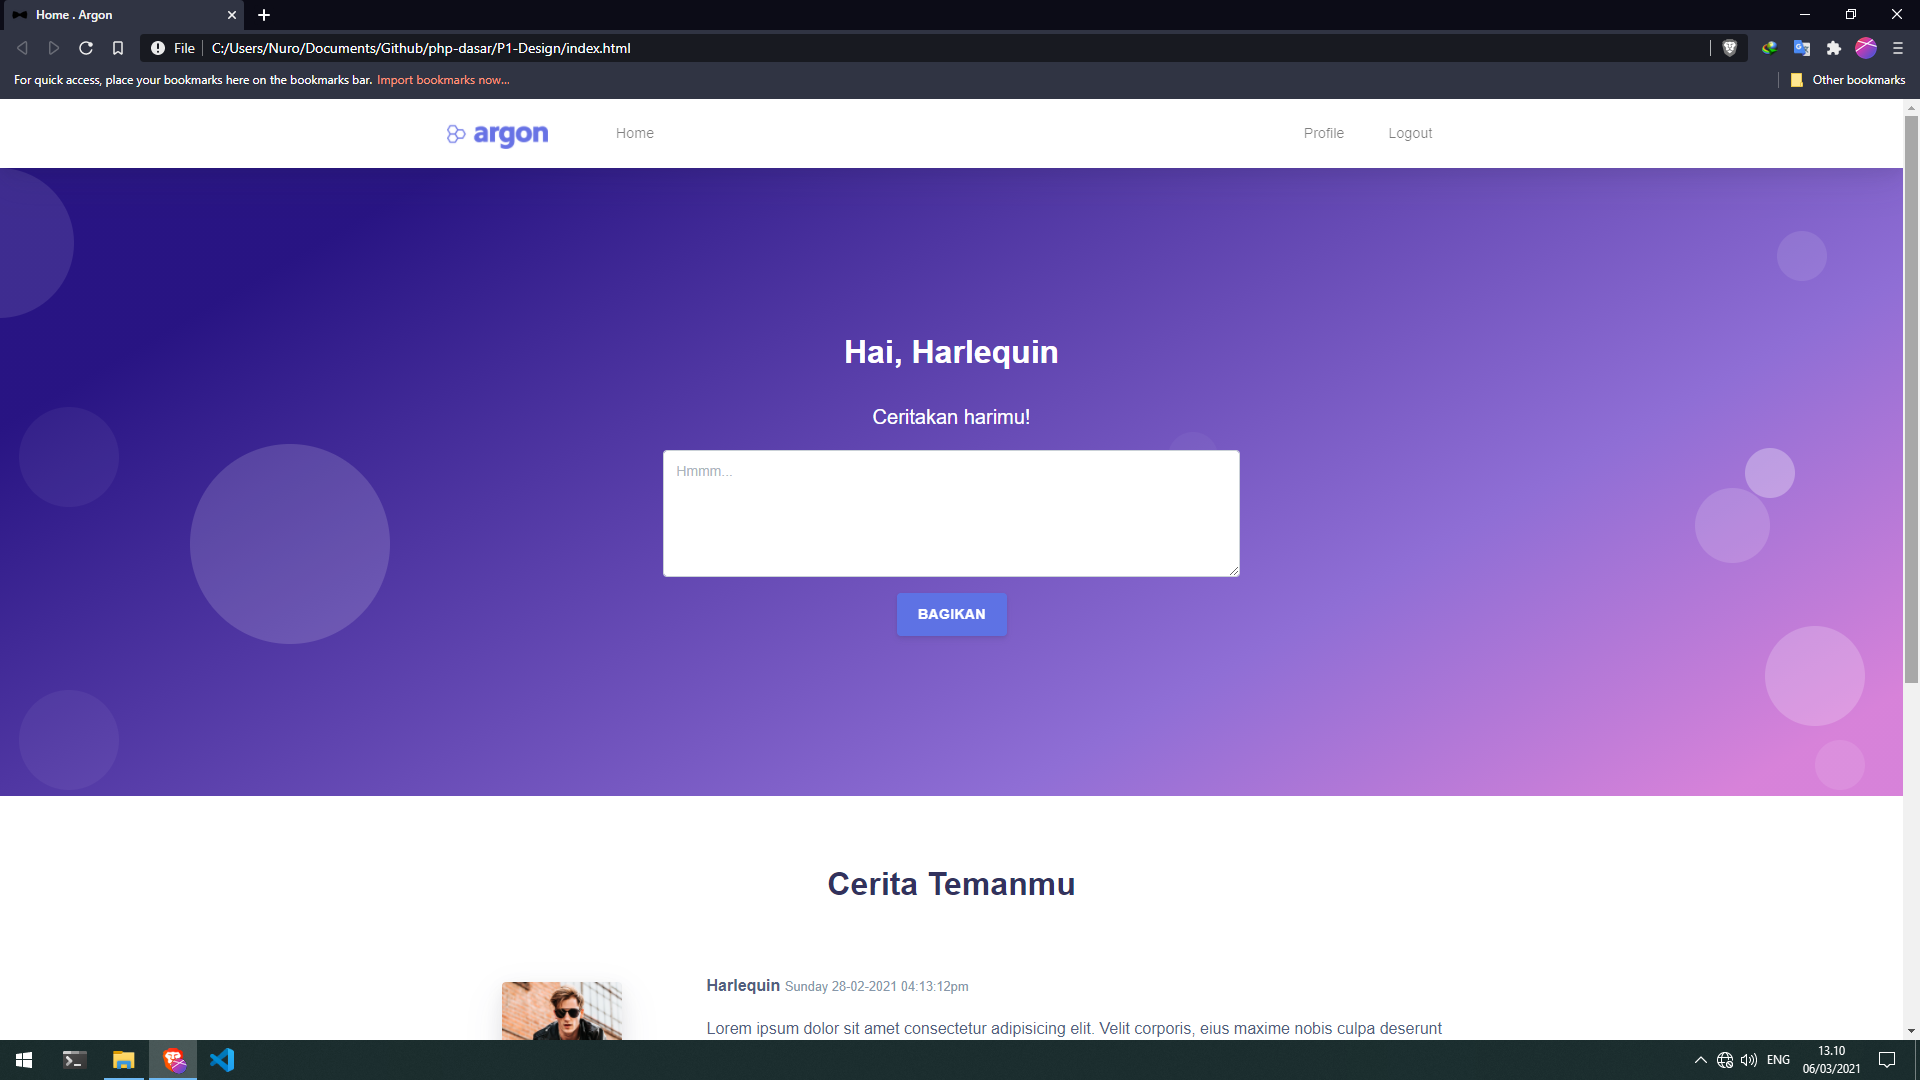 Home . Argon
File
C:/Users/Nuro/Documents/Github/php-dasar/P1-Design/index.html
For quick access, place your bookmarks here on the bookmarks bar. Import bookmarks now...
Other bookmarks
argon
Home
Profile
Logout
Hai, Harlequin
Ceritakan harimu!
Hmmm...
BAGIKAN
Cerita Temanmu
Harlequin Sunday 28-02-2021 04:13:12pm
Lorem ipsum dolor sit amet consectetur adipisicing elit. Velit corporis, eius maxime nobis culpa deserunt
ENG
13.10
06/03/2021